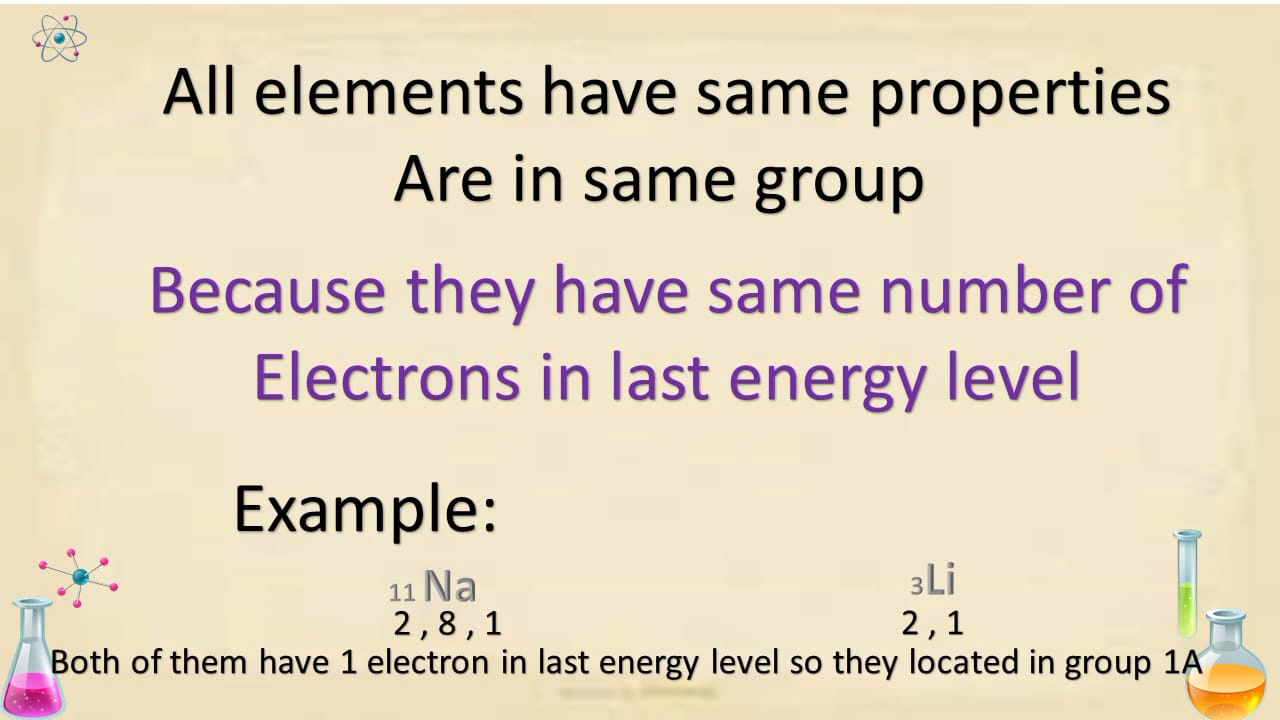 All elements have same properties
Are in same group
Because they have same number of
Electrons in last energy level
Example:
11 Na 3Li
2 , 8 , 1 2 , 1
Both of them have 1 electron in last energy level so they located in group 1A